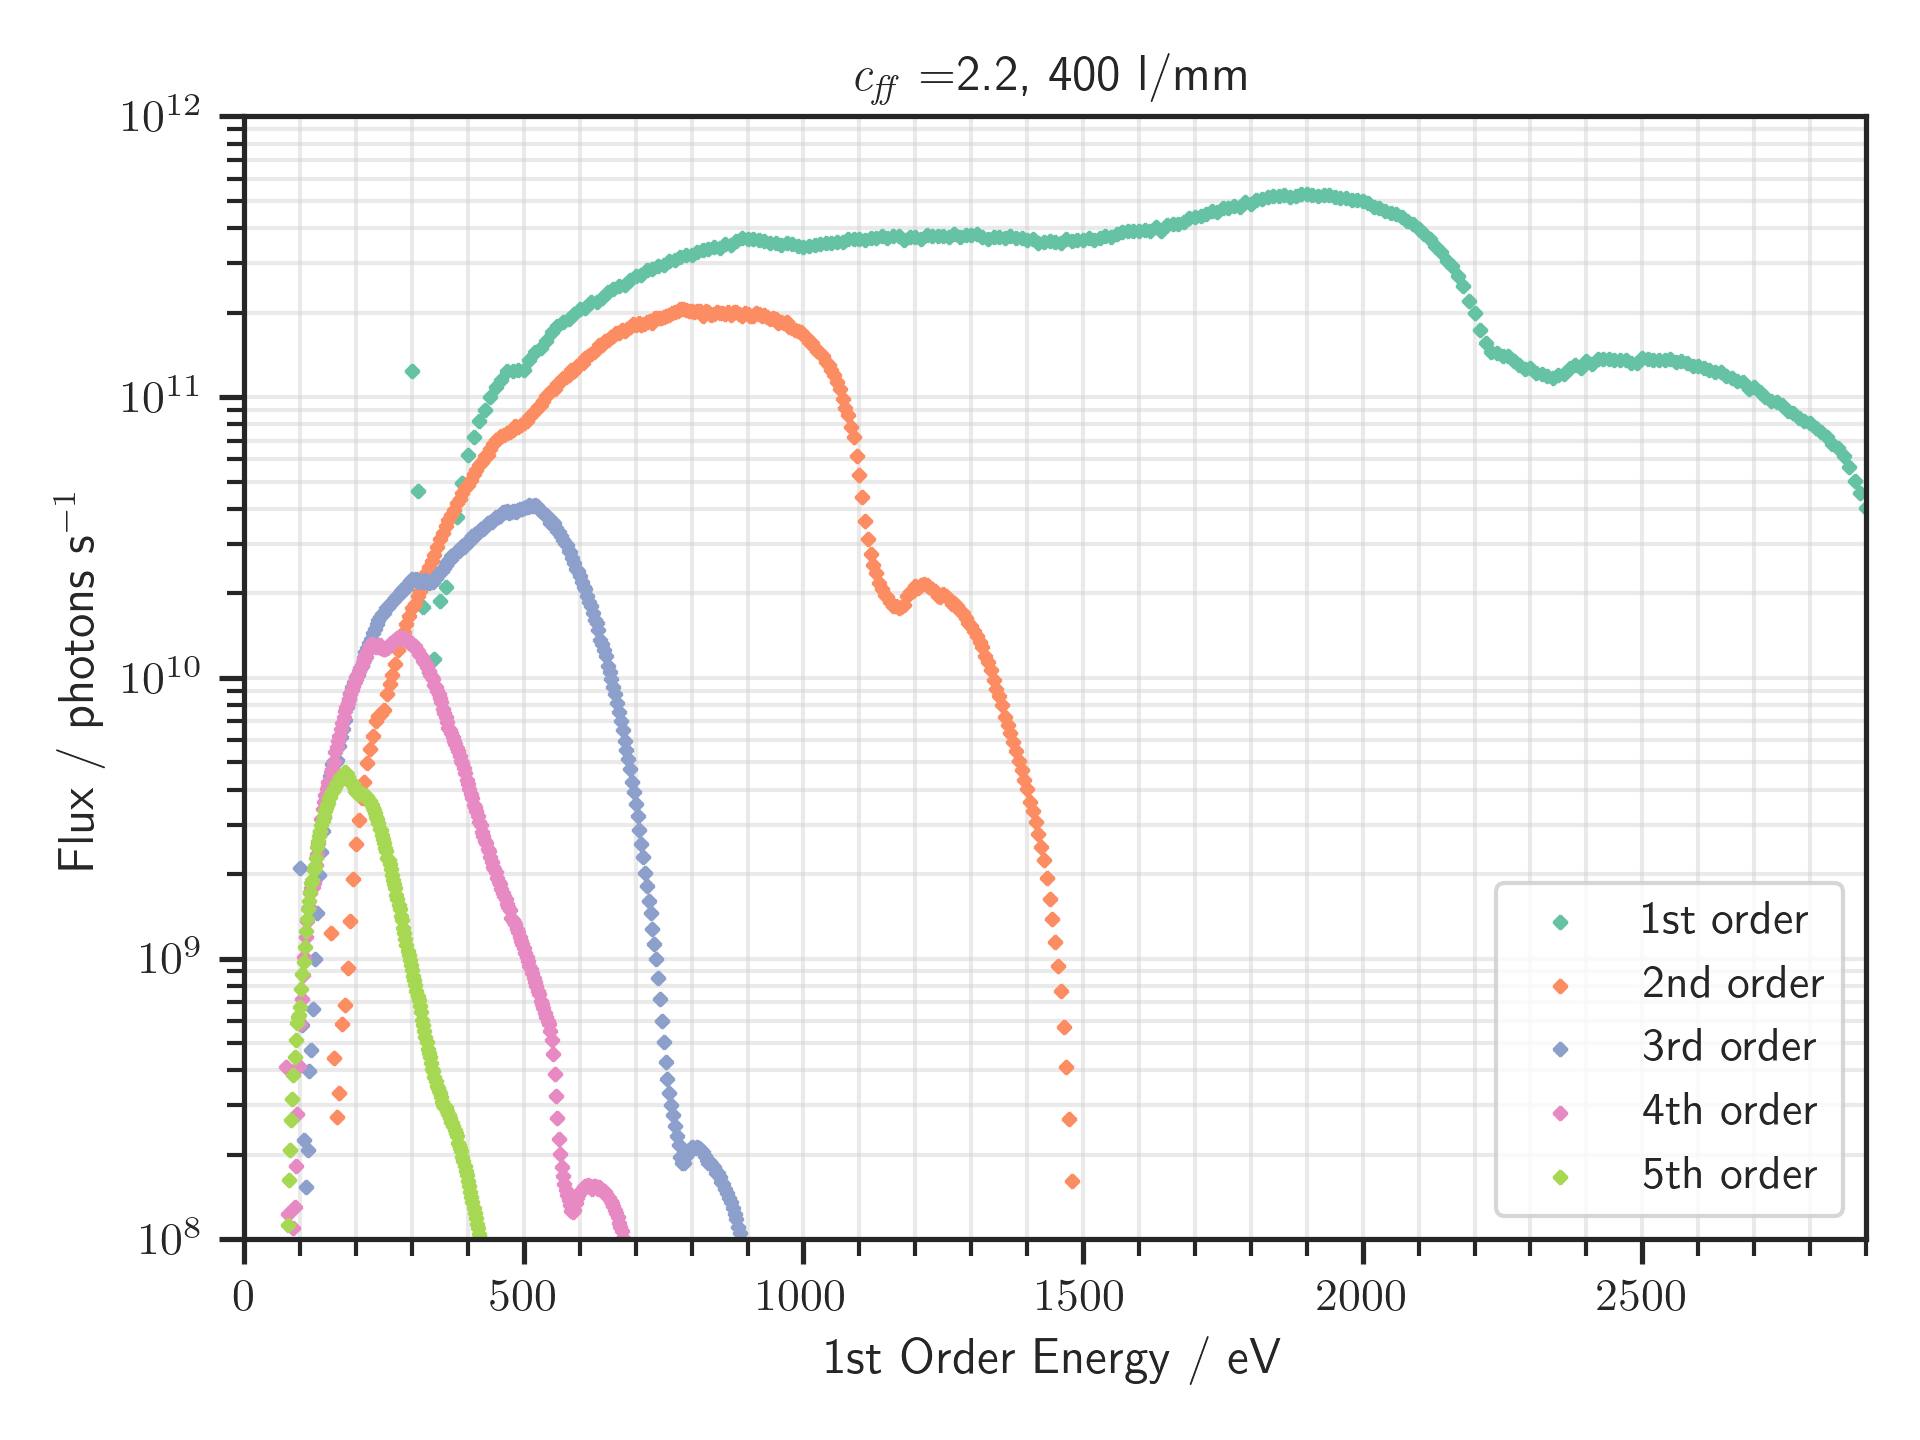 c_ff =2.2, 400 l/mm
10^12
10^11
10^10
10^9
10^8
Flux / photons s^−1
0 500 1000 1500 2000 2500
1st Order Energy / eV
1st order
2nd order
3rd order
4th order
5th order